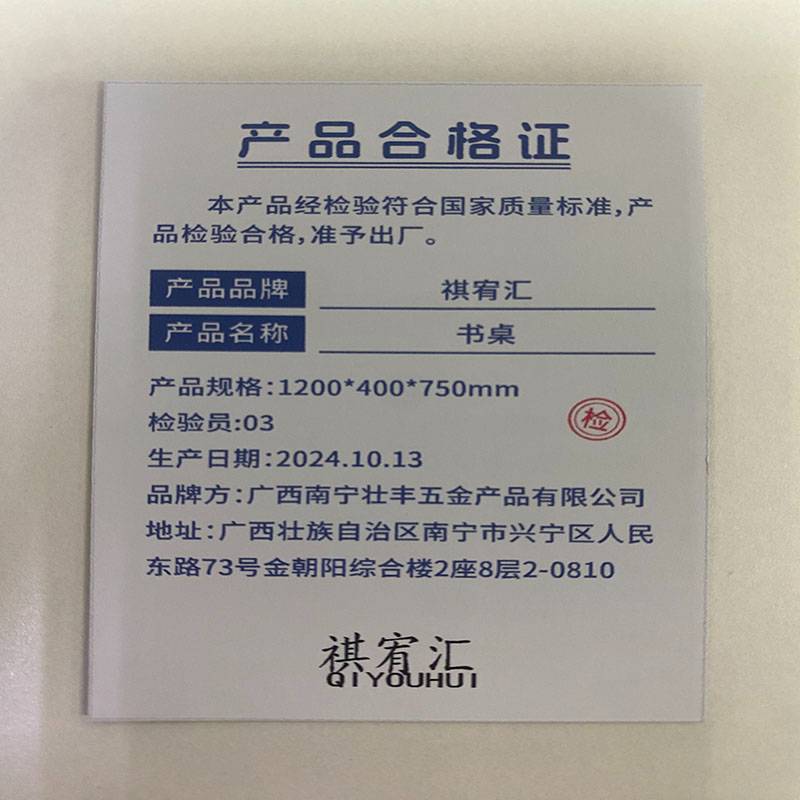 产品合格证
本产品经检验符合国家质量标准,产
品检验合格,准予出厂。
产品品牌 祺宥汇
产品名称 书桌
产品规格:1200*400*750mm
检验员:03
检
生产日期:2024.10.13
品牌方:广西南宁壮丰五金产品有限公司
地址:广西壮族自治区南宁市兴宁区人民
东路73号金朝阳综合楼2座8层2-0810
祺宥汇
QIYOUHUI